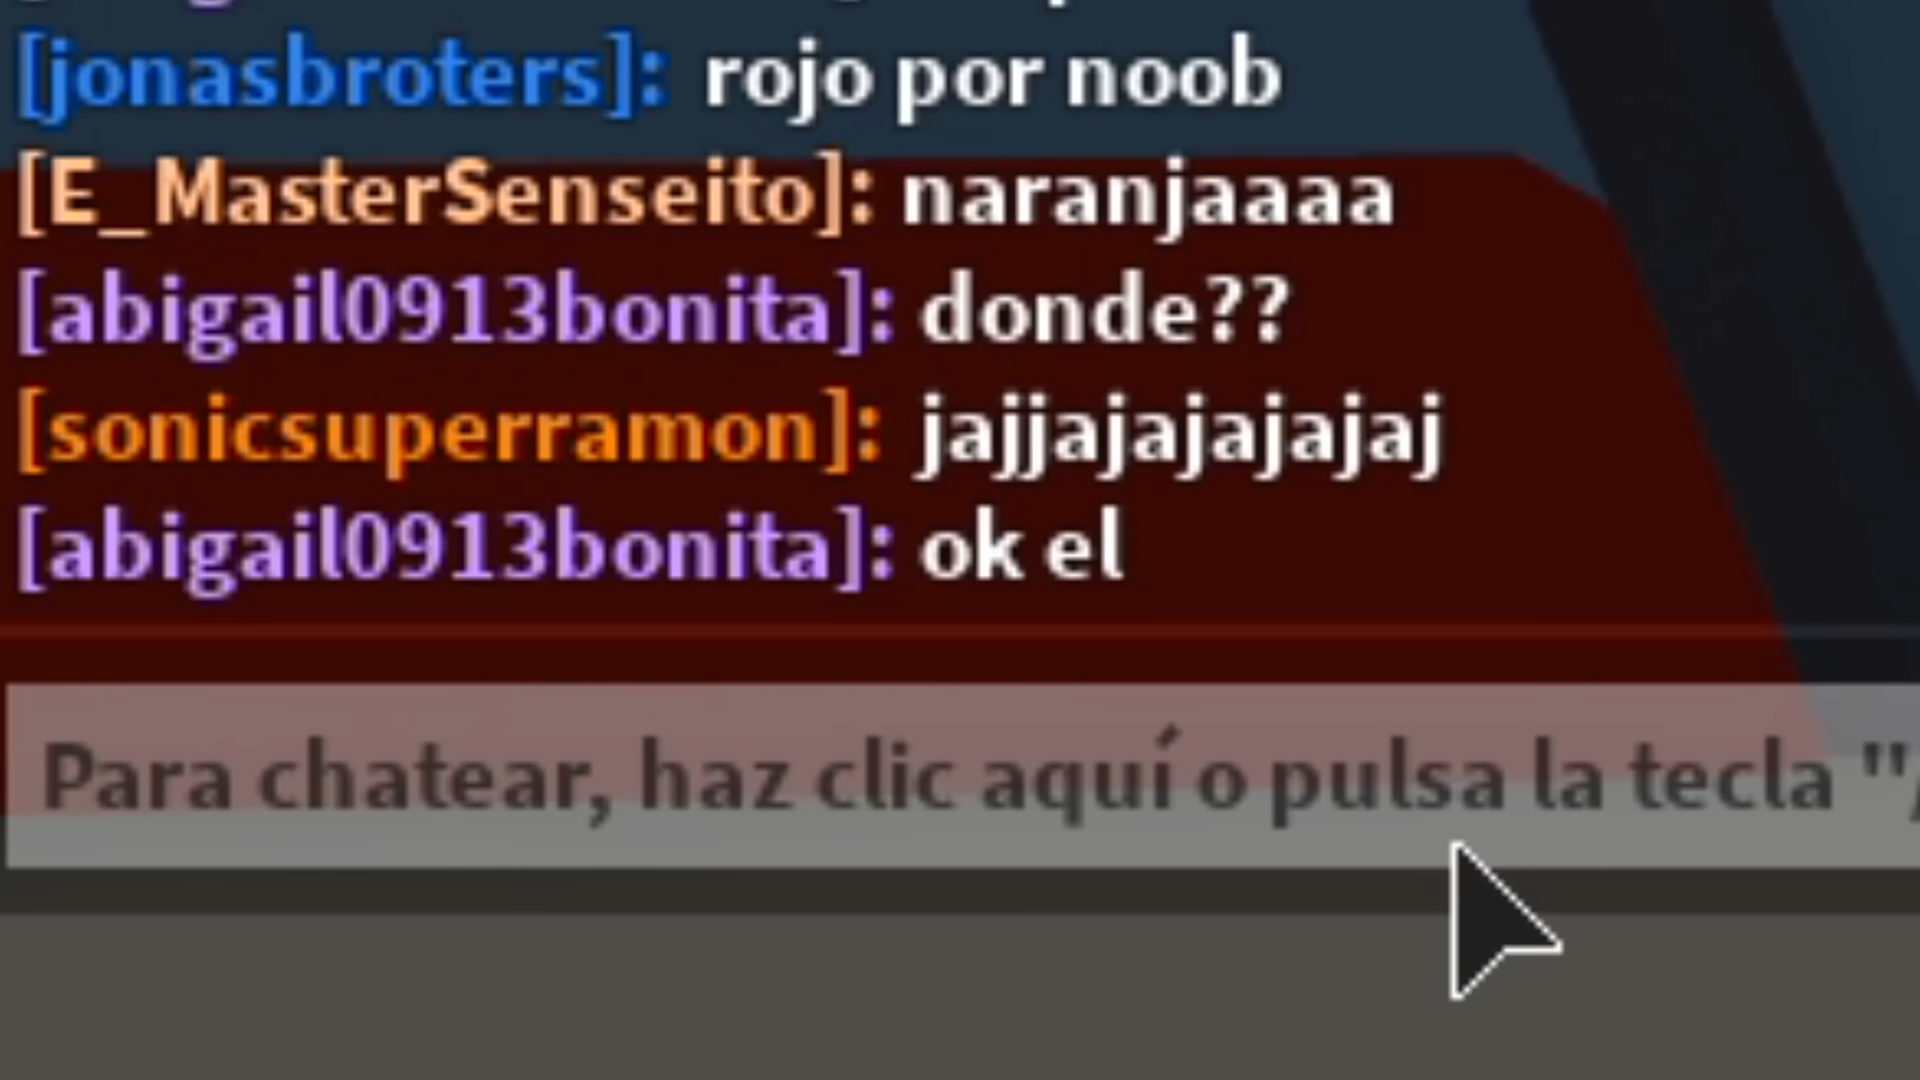 [jonasbroters]: rojo por noob
[E_MasterSenseito]: naranjaaaa
[abigail0913bonita]: donde??
[sonicsuperramon]: jajjajajajajaj
[abigail0913bonita]: ok el
Para chatear, haz clic aquí o pulsa la tecla "/